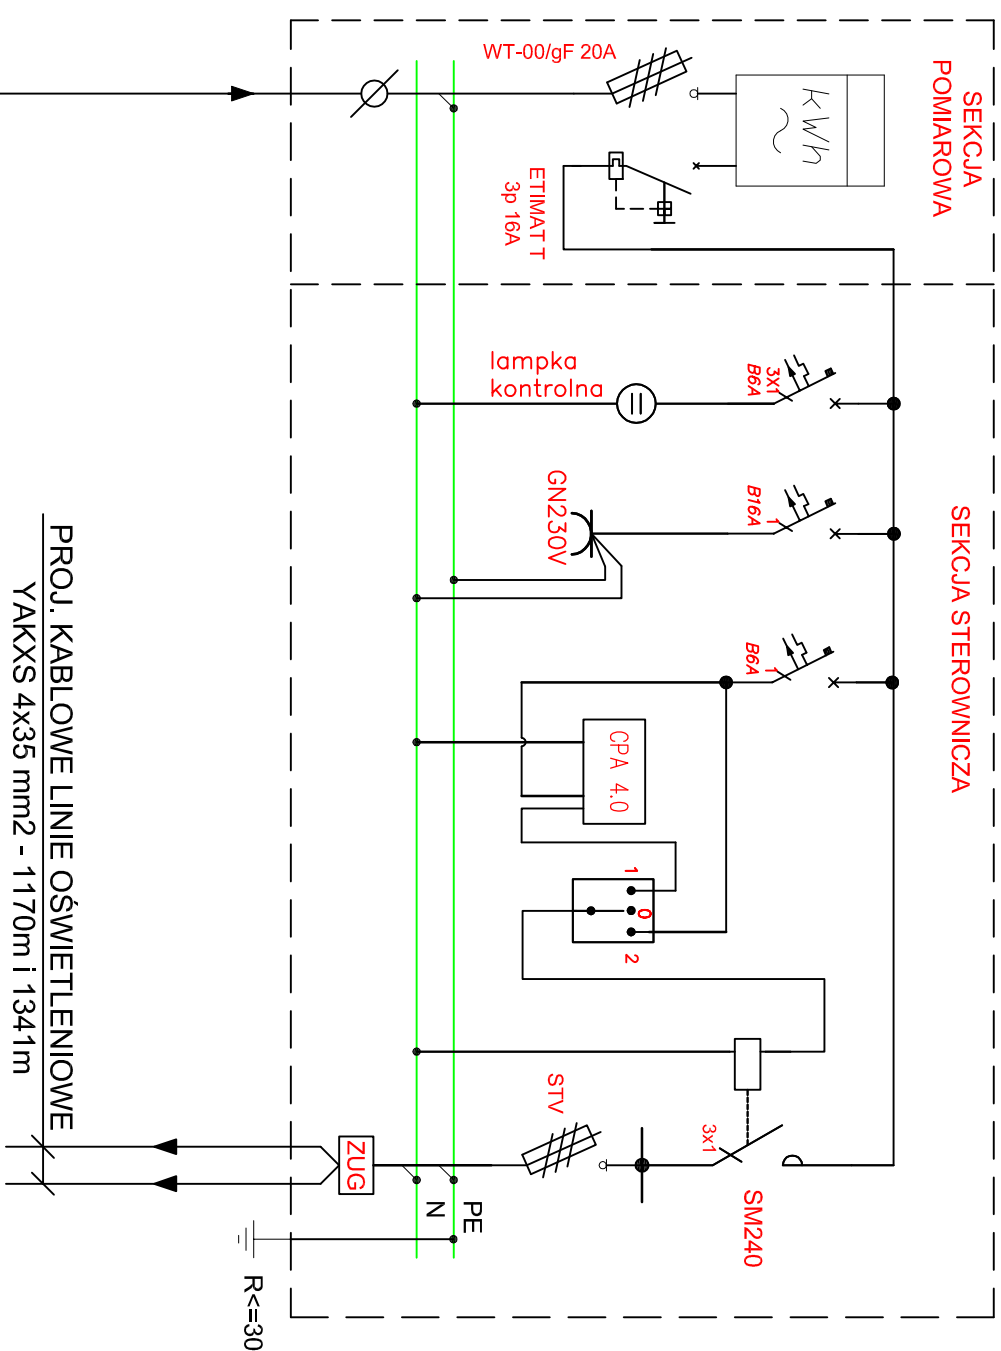 SEKCJA
POMIAROWA
WT-00/gF 20A
kWh
ETIMAT T
3p 16A
SEKCJA STEROWNICZA
lampka
kontrolna
3X1
B6A
GN230V
1
B16A
1
B6A
CPA 4.0
1
0
2
STV
3x1
SM240
ZUG
PE
N
R<=30
PROJ. KABLOWE LINIE OŚWIETLENIOWE
YAKXS 4x35 mm2 - 1170m i 1341m